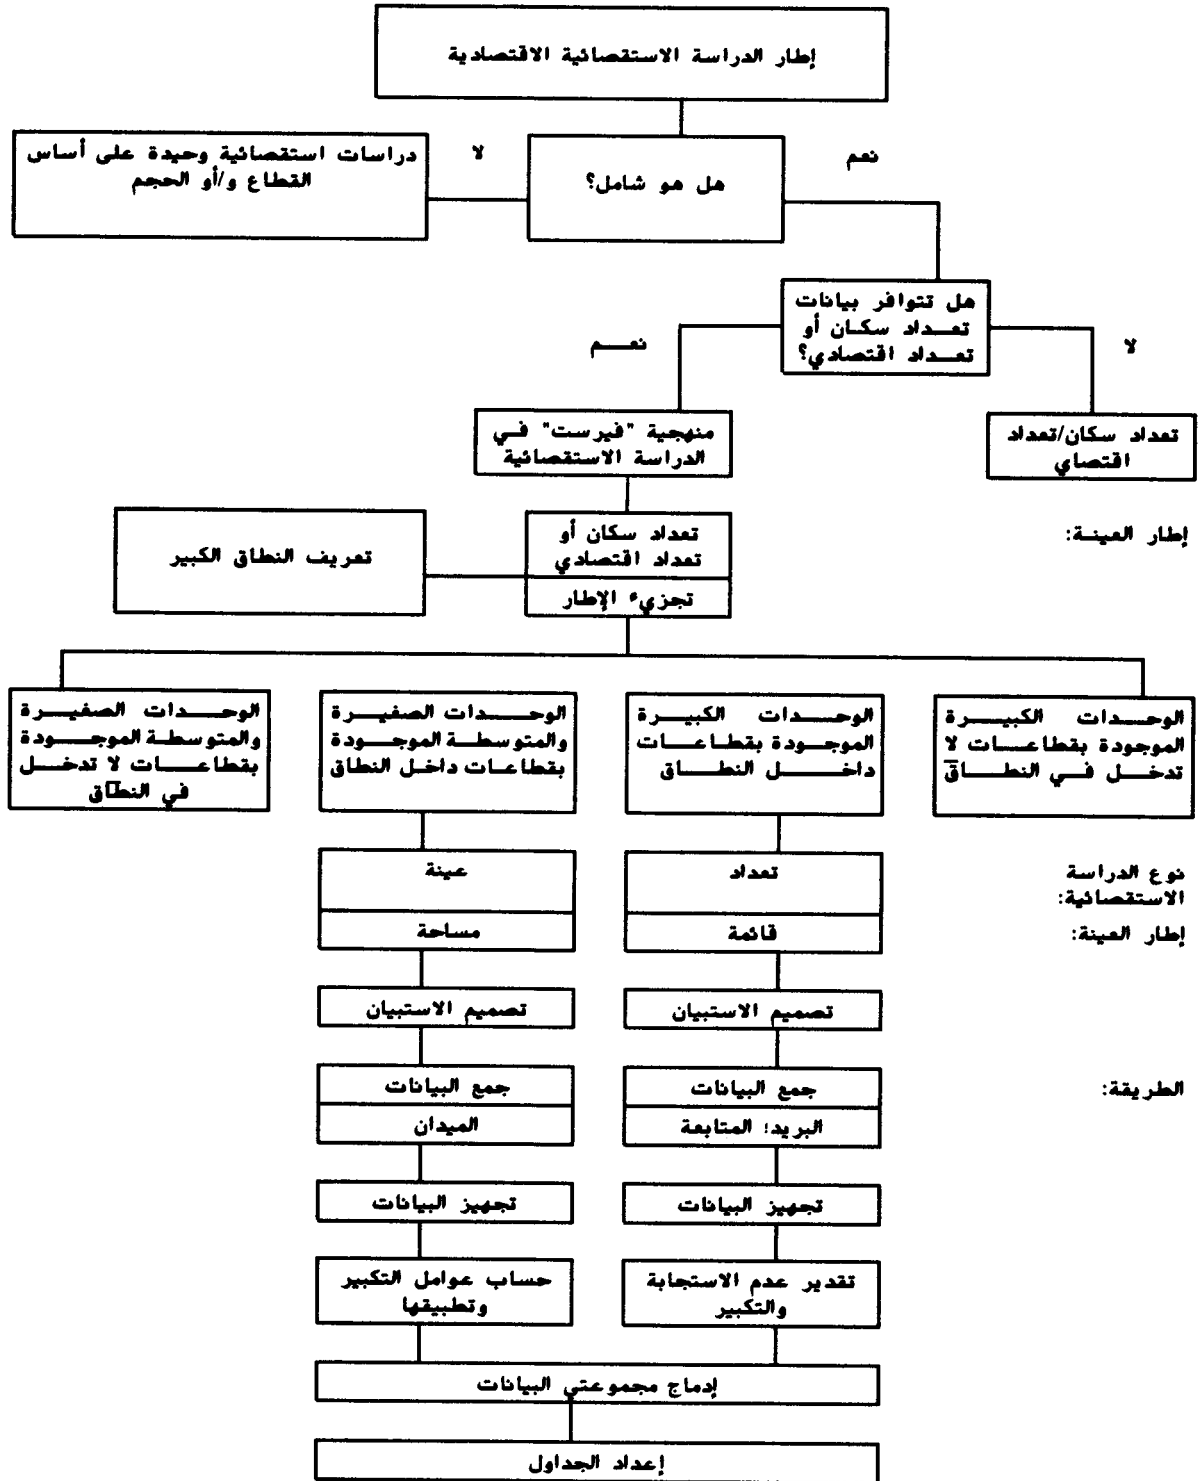 إطار الدراسة الاستقصائية الاقتصادية
نعم
هل هو شامل؟
لا
دراسات استقصائية وحيدة على أساس
القطاع و/أو الحجم
هل تتوافر بيانات
تعداد سكان أو
تعداد اقتصادي؟
لا
نعم
تعداد سكان/تعداد
اقتصاي
منهجية "فيرست" في
الدراسة الاستقصائية
إطار العينة:
تعداد سكان أو
تعداد اقتصادي
تجزيء الإطار
تعريف النطاق الكبير
الوحدات الكبيرة
الموجودة بقطاعات لا
تدخل في النطاق
الوحدات الكبيرة
الموجودة بقطاعات
داخل النطاق
الوحدات الصغيرة
والمتوسطة الموجودة
بقطاعات داخل النطاق
الوحدات الصغيرة
والمتوسطة الموجودة
بقطاعات لا تدخل
في النطاق
نوع الدراسة
الاستقصائية:
تعداد
عينة
إطار العينة:
قائمة
مساحة
تصميم الاستبيان
تصميم الاستبيان
الطريقة:
جمع البيانات
البريد؛ المتابعة
جمع البيانات
الميدان
تجهيز البيانات
تجهيز البيانات
تقدير عدم الاستجابة
والتكبير
حساب عوامل التكبير
وتطبيقها
إدماج مجموعتي البيانات
إعداد الجداول